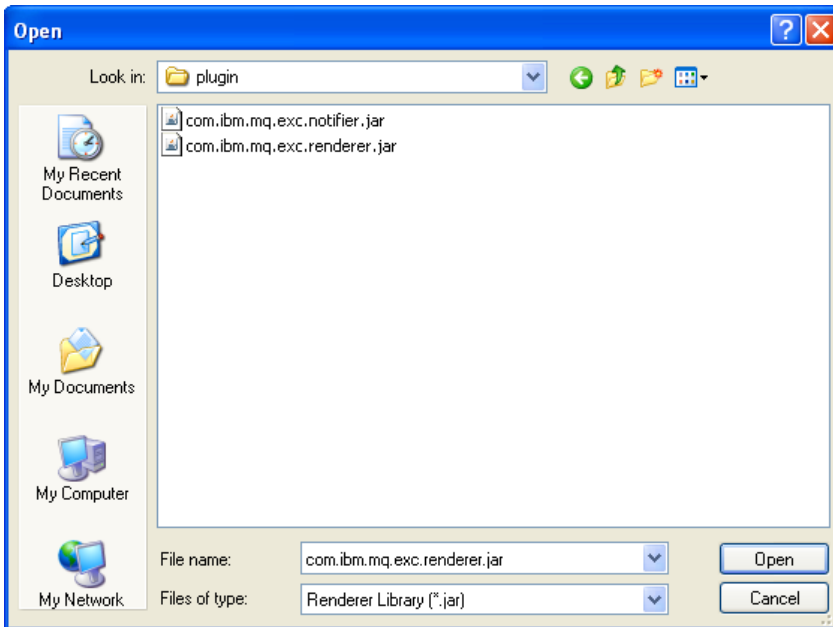 Open
Look in: plugin
com.ibm.mq.exc.notifier.jar
com.ibm.mq.exc.renderer.jar
My Recent
Documents
Desktop
My Documents
My Computer
My Network
File name: com.ibm.mq.exc.renderer.jar Open
Files of type: Renderer Library (*.jar) Cancel